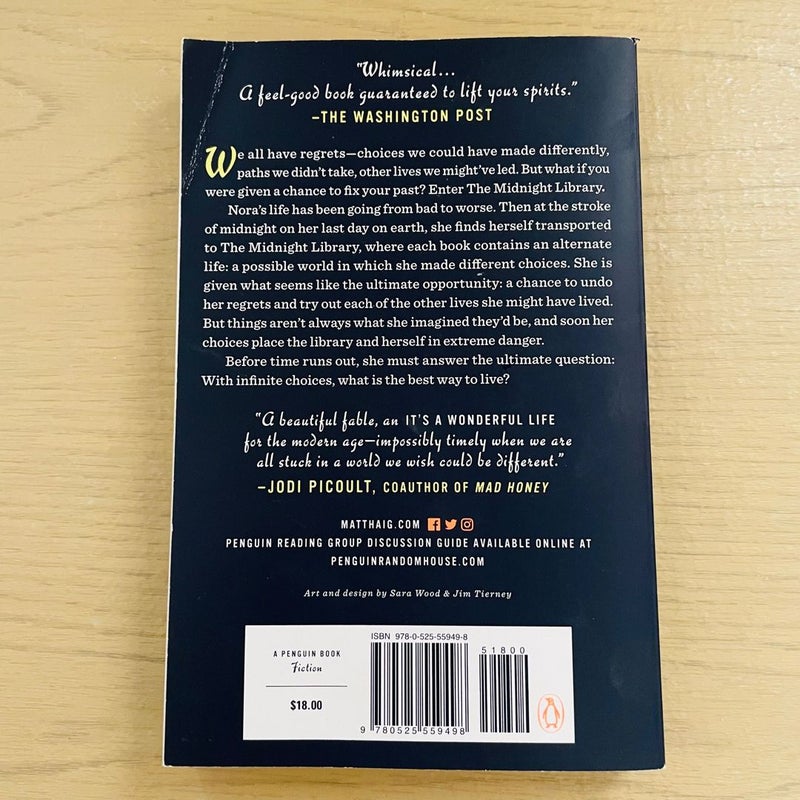 "Whimsical...
A feel-good book guaranteed to lift your spirits."
–THE WASHINGTON POST
We all have regrets—choices we could have made differently,
paths we didn't take, other lives we might've led. But what if you
were given a chance to fix your past? Enter The Midnight Library.
Nora's life has been going from bad to worse. Then at the stroke
of midnight on her last day on earth, she finds herself transported
to The Midnight Library, where each book contains an alternate
life: a possible world in which she made different choices. She is
given what seems like the ultimate opportunity: a chance to undo
her regrets and try out each of the other lives she might have lived.
But things aren't always what she imagined they'd be, and soon her
choices place the library and herself in extreme danger.
Before time runs out, she must answer the ultimate question:
With infinite choices, what is the best way to live?
"A beautiful fable, an IT'S A WONDERFUL LIFE
for the modern age—impossibly timely when we are
all stuck in a world we wish could be different."
–JODI PICOULT, COAUTHOR OF MAD HONEY
MATTHAIG.COM
PENGUIN READING GROUP DISCUSSION GUIDE AVAILABLE ONLINE AT
PENGUINRANDOMHOUSE.COM
Art and design by Sara Wood & Jim Tierney
A PENGUIN BOOK
Fiction
$18.00
ISBN 978-0-525-55949-8
51800
9 780525 559498